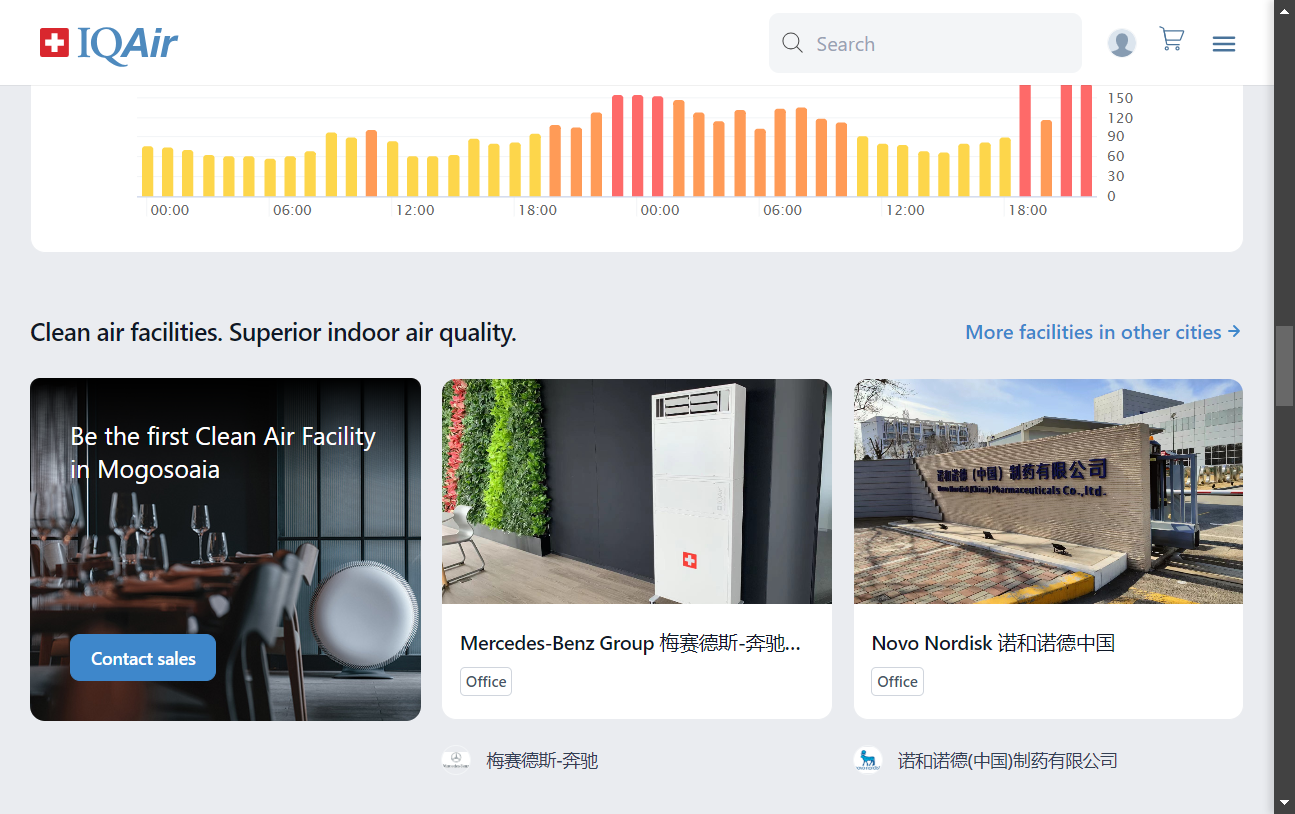 IQAir
Search
150
120
90
60
30
0
00:00 06:00 12:00 18:00 00:00 06:00 12:00 18:00
Clean air facilities. Superior indoor air quality.
More facilities in other cities →
Be the first Clean Air Facility
in Mogosoaia
Contact sales
诺和诺德（中国）制药有限公司
Novo Nordisk (China) Pharmaceuticals Co.,ltd.
Mercedes-Benz Group 梅赛德斯-奔驰...
Office
Novo Nordisk 诺和诺德中国
Office
梅赛德斯-奔驰
诺和诺德(中国)制药有限公司